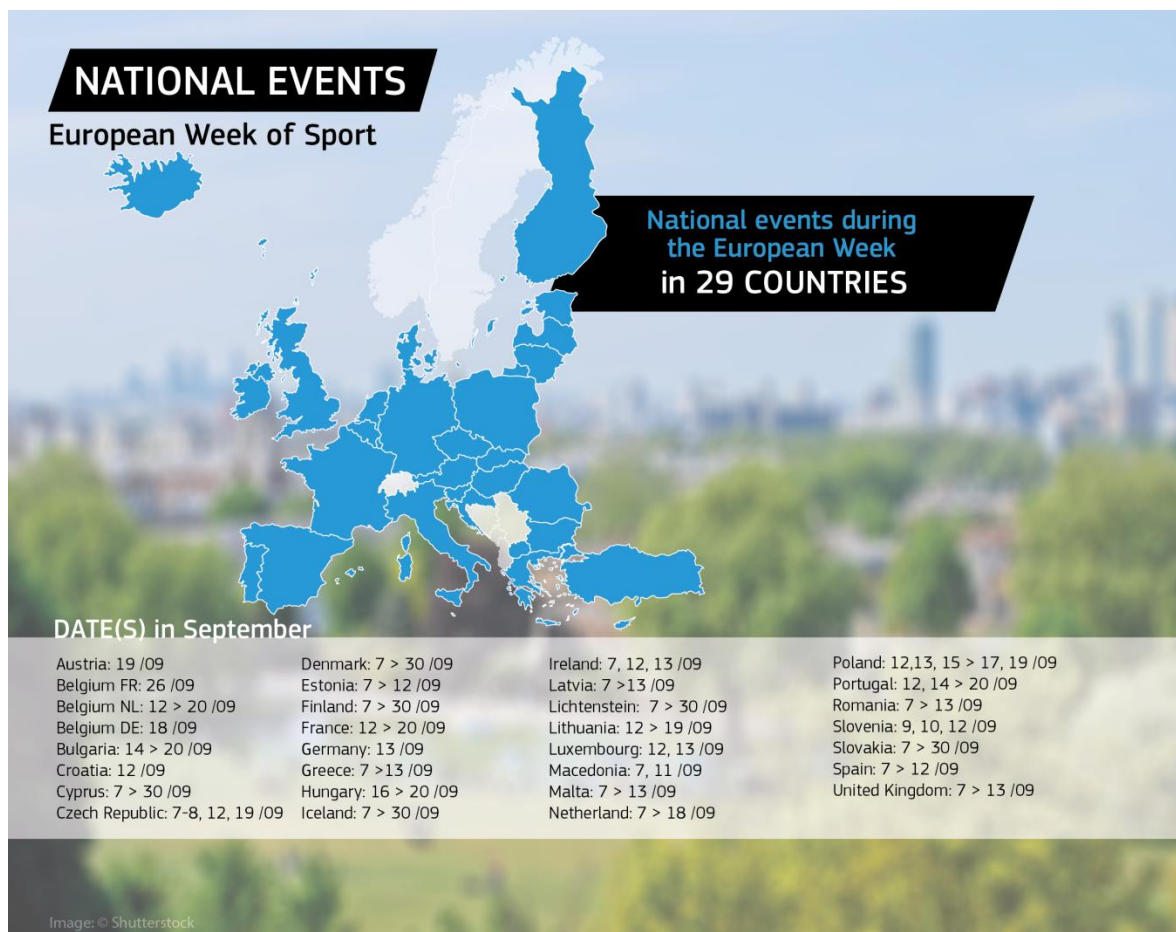 NATIONAL EVENTS
European Week of Sport
National events during
the European Week
in 29 COUNTRIES
DATE(S) in September
Austria: 19 /09
Belgium FR: 26 /09
Belgium NL: 12 > 20 /09
Belgium DE: 18 /09
Bulgaria: 14 > 20 /09
Croatia: 12 /09
Cyprus: 7 > 30 /09
Czech Republic: 7-8, 12, 19 /09
Denmark: 7 > 30 /09
Estonia: 7 > 12 /09
Finland: 7 > 30 /09
France: 12 > 20 /09
Germany: 13 /09
Greece: 7 >13 /09
Hungary: 16 > 20 /09
Iceland: 7 > 30 /09
Ireland: 7, 12, 13 /09
Latvia: 7 >13 /09
Lichtenstein:  7 > 30 /09
Lithuania: 12 > 19 /09
Luxembourg: 12, 13 /09
Macedonia: 7, 11 /09
Malta: 7 > 13 /09
Netherland: 7 > 18 /09
Poland: 12,13, 15 > 17, 19 /09
Portugal: 12, 14 > 20 /09
Romania: 7 > 13 /09
Slovenia: 9, 10, 12 /09
Slovakia: 7 > 30 /09
Spain: 7 > 12 /09
United Kingdom: 7 > 13 /09
Image: © Shutterstock